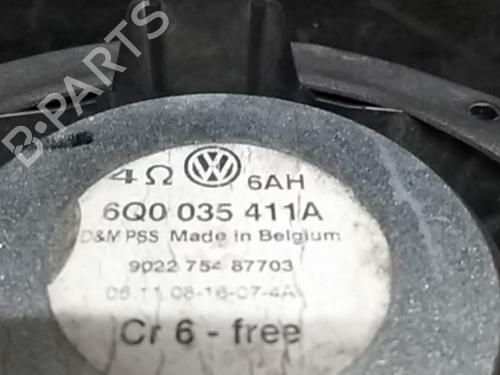 B-PARTS
4 Ω VW 6AH
6Q0 035 411A
D&M PSS Made in Belgium
9022 754 87703
06.11.08-16-07-4A
Cr 6 - free